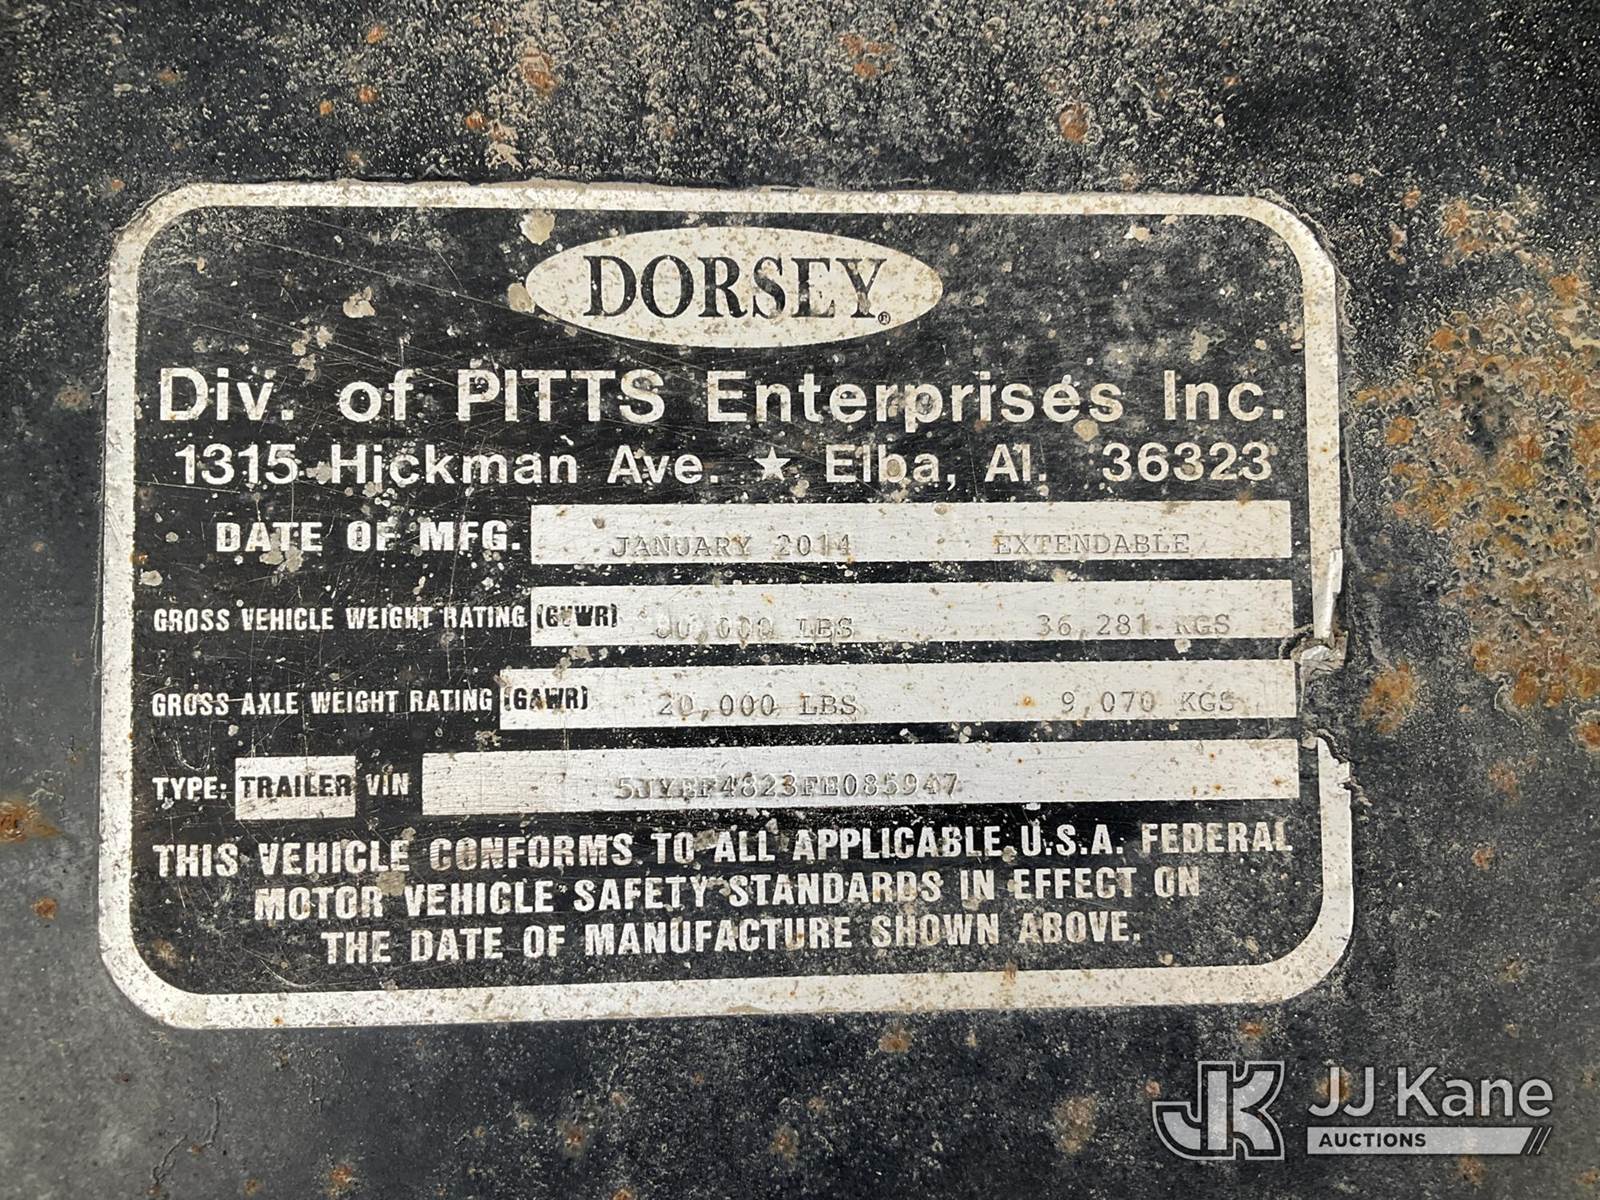 DORSEY®
Div. of PITTS Enterprises Inc.
1315 Hickman Ave. ★ Elba, Al. 36323
DATE OF MFG. JANUARY 2014 EXTENDABLE
GROSS VEHICLE WEIGHT RATING (GVWR) LBS 36,281 KGS
GROSS AXLE WEIGHT RATING (GAWR) 20,000 LBS 9,070 KGS
TYPE: TRAILER VIN
THIS VEHICLE CONFORMS TO ALL APPLICABLE U.S.A. FEDERAL
MOTOR VEHICLE SAFETY STANDARDS IN EFFECT ON
THE DATE OF MANUFACTURE SHOWN ABOVE.
JK JJ Kane
AUCTIONS